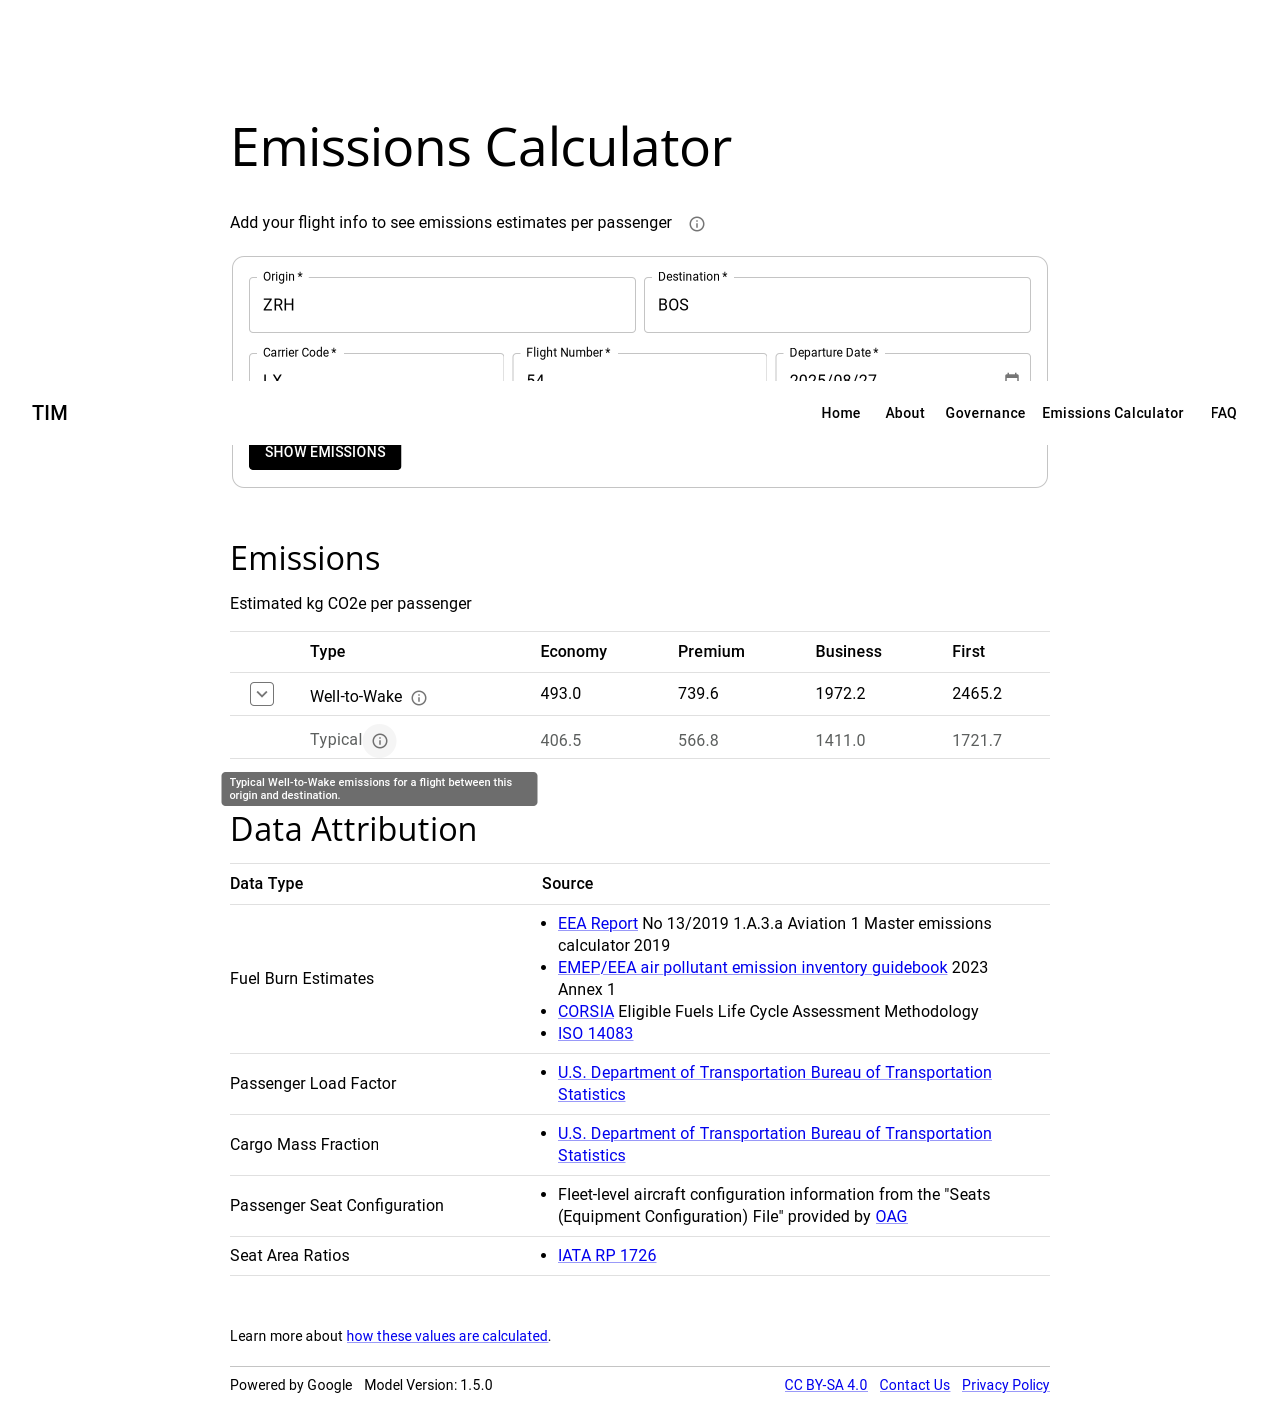 Emissions Calculator
Add your flight info to see emissions estimates per passenger
Origin *
Destination *
ZRH
BOS
Carrier Code *
Flight Number *
Departure Date *
LX
54
2025/08/27
TIM
Home
About
Governance
Emissions Calculator
FAQ
SHOW EMISSIONS
Emissions
Estimated kg CO2e per passenger
Type Economy Premium Business First
Well-to-Wake 493.0 739.6 1972.2 2465.2
Typical 406.5 566.8 1411.0 1721.7
Typical Well-to-Wake emissions for a flight between this
origin and destination.
Data Attribution
Data Type Source
Fuel Burn Estimates
• EEA Report No 13/2019 1.A.3.a Aviation 1 Master emissions
calculator 2019
• EMEP/EEA air pollutant emission inventory guidebook 2023
Annex 1
• CORSIA Eligible Fuels Life Cycle Assessment Methodology
• ISO 14083
Passenger Load Factor
• U.S. Department of Transportation Bureau of Transportation
Statistics
Cargo Mass Fraction
• U.S. Department of Transportation Bureau of Transportation
Statistics
Passenger Seat Configuration
• Fleet-level aircraft configuration information from the "Seats
(Equipment Configuration) File" provided by OAG
Seat Area Ratios
• IATA RP 1726
Learn more about how these values are calculated.
Powered by Google Model Version: 1.5.0
CC BY-SA 4.0 Contact Us Privacy Policy